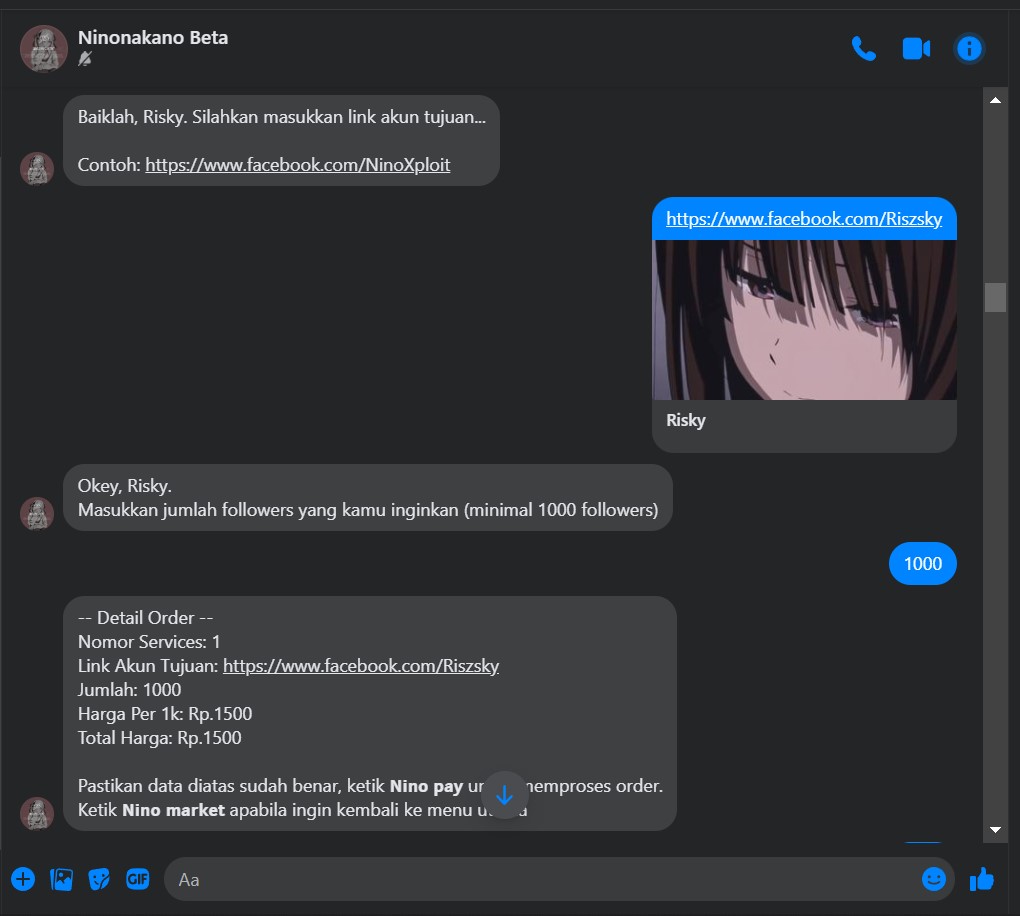 Ninonakano Beta
Baiklah, Risky. Silahkan masukkan link akun tujuan...
Contoh: https://www.facebook.com/NinoXploit
https://www.facebook.com/Riszsky
Risky
Okey, Risky.
Masukkan jumlah followers yang kamu inginkan (minimal 1000 followers)
1000
-- Detail Order --
Nomor Services: 1
Link Akun Tujuan: https://www.facebook.com/Riszsky
Jumlah: 1000
Harga Per 1k: Rp.1500
Total Harga: Rp.1500
Pastikan data diatas sudah benar, ketik Nino pay memproses order.
Ketik Nino market apabila ingin kembali ke menu
GIF
Aa